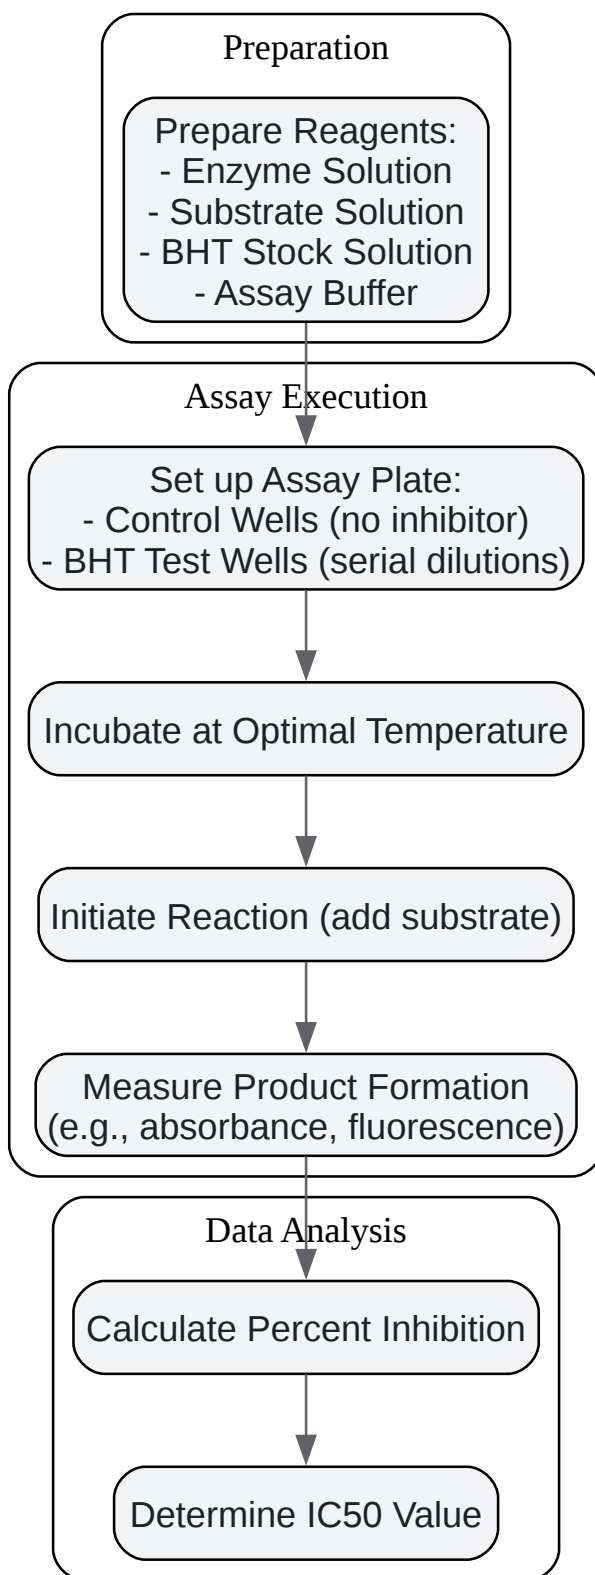 Preparation
Prepare Reagents:
- Enzyme Solution
- Substrate Solution
- BHT Stock Solution
- Assay Buffer
Assay Execution
Set up Assay Plate:
- Control Wells (no inhibitor)
- BHT Test Wells (serial dilutions)
Incubate at Optimal Temperature
Initiate Reaction (add substrate)
Measure Product Formation
(e.g., absorbance, fluorescence)
Data Analysis
Calculate Percent Inhibition
Determine IC50 Value